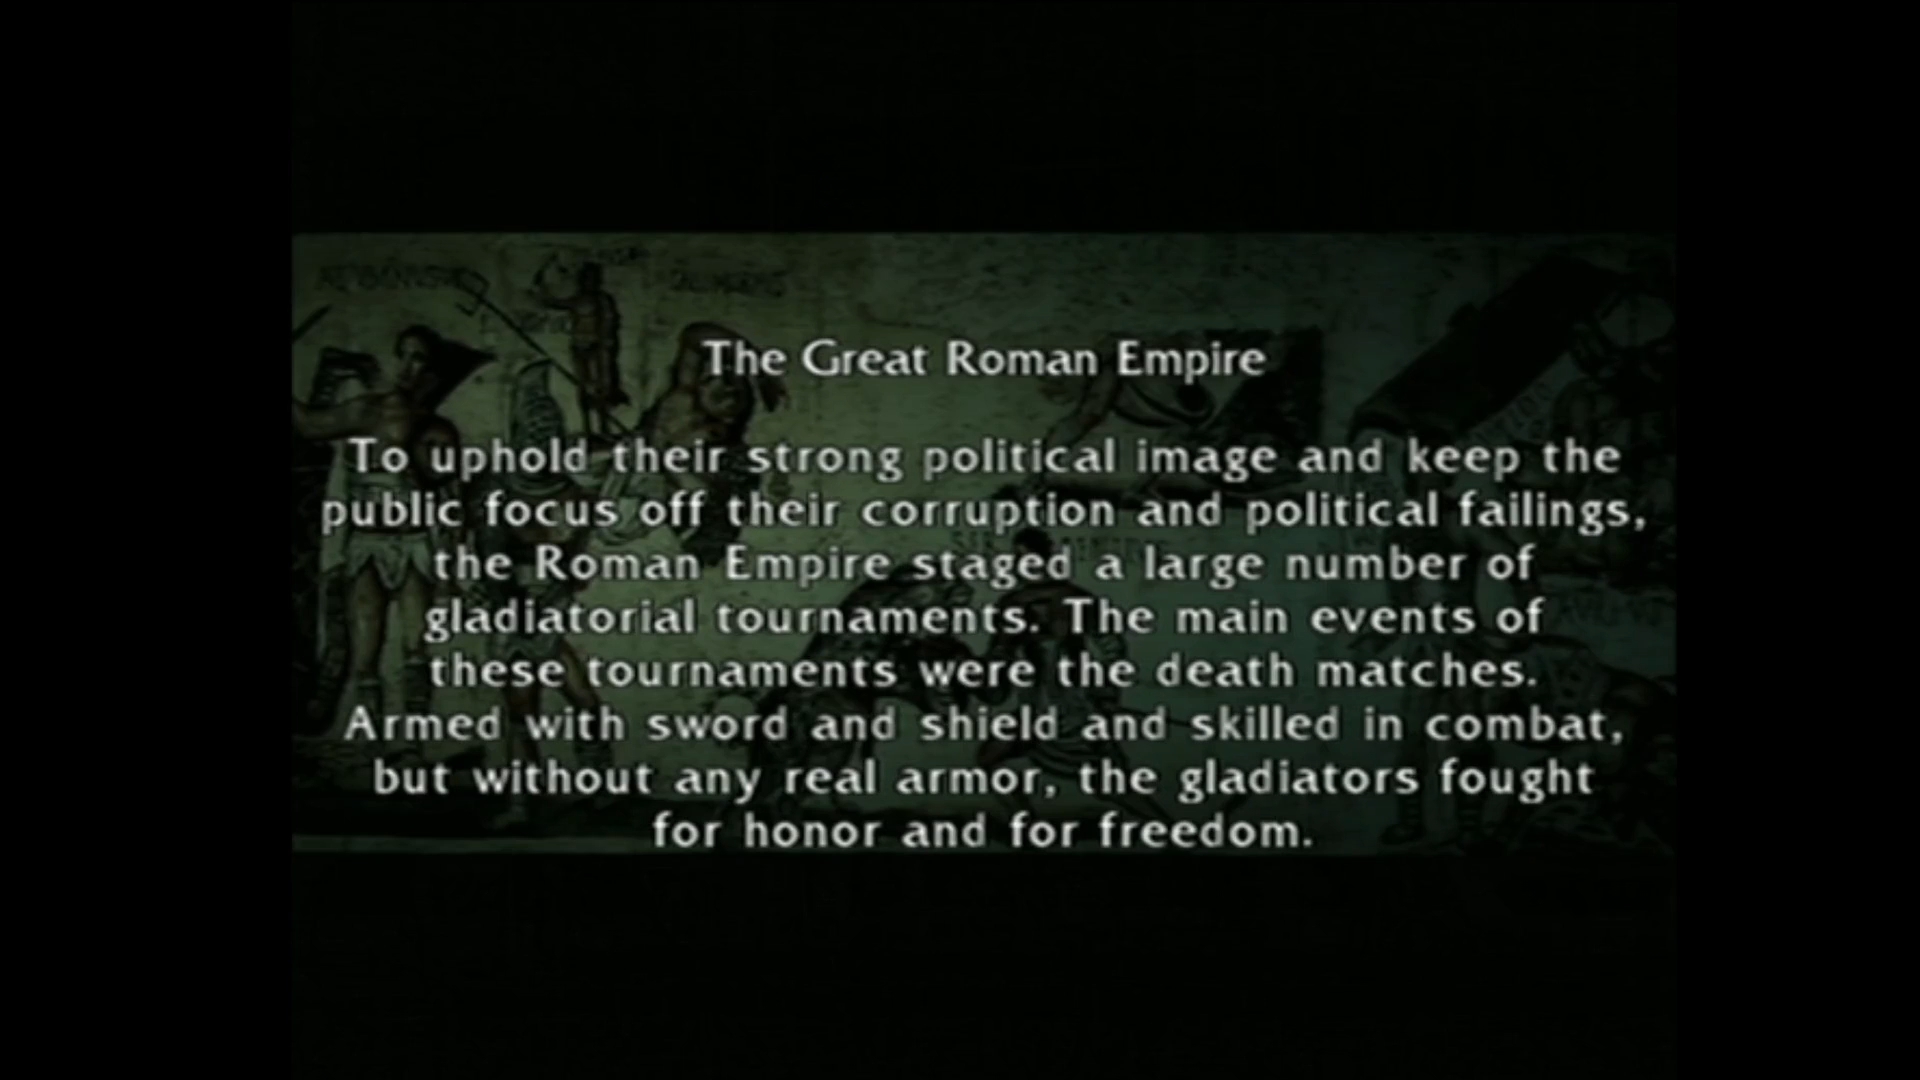 The Great Roman Empire
To uphold their strong political image and keep the
public focus off their corruption and political failings,
the Roman Empire staged a large number of
gladiatorial tournaments. The main events of
these tournaments were the death matches.
Armed with sword and shield and skilled in combat,
but without any real armor, the gladiators fought
for honor and for freedom.